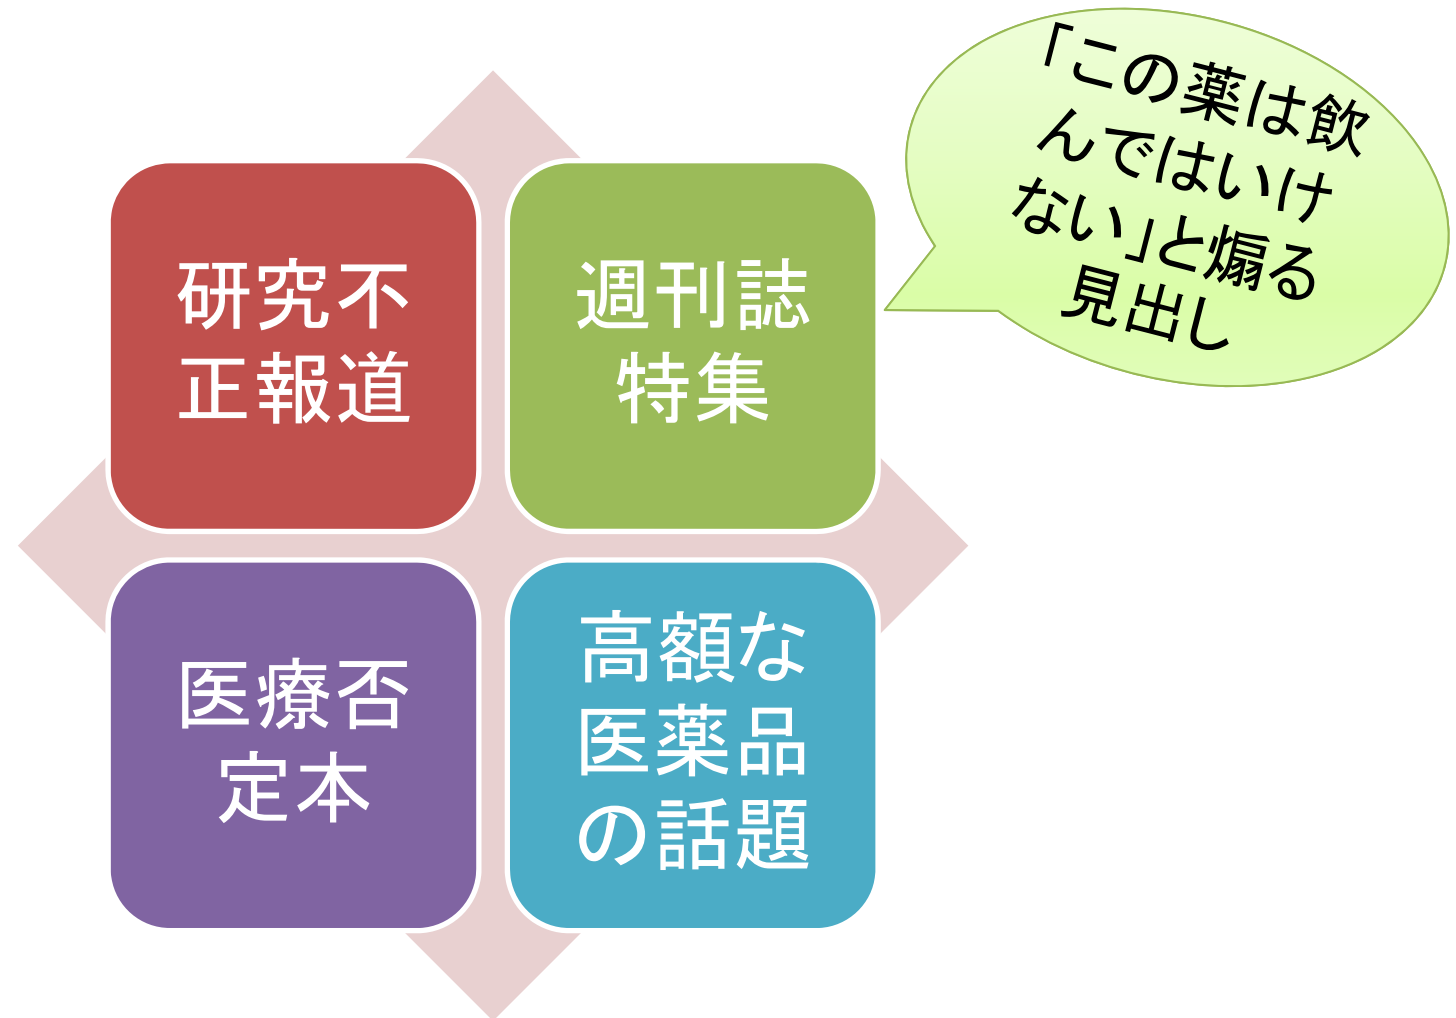 研究不
正報道
週刊誌
特集
「この薬は飲
んではいけ
ない」と煽る
見出し
医療否
定本
高額な
医薬品
の話題